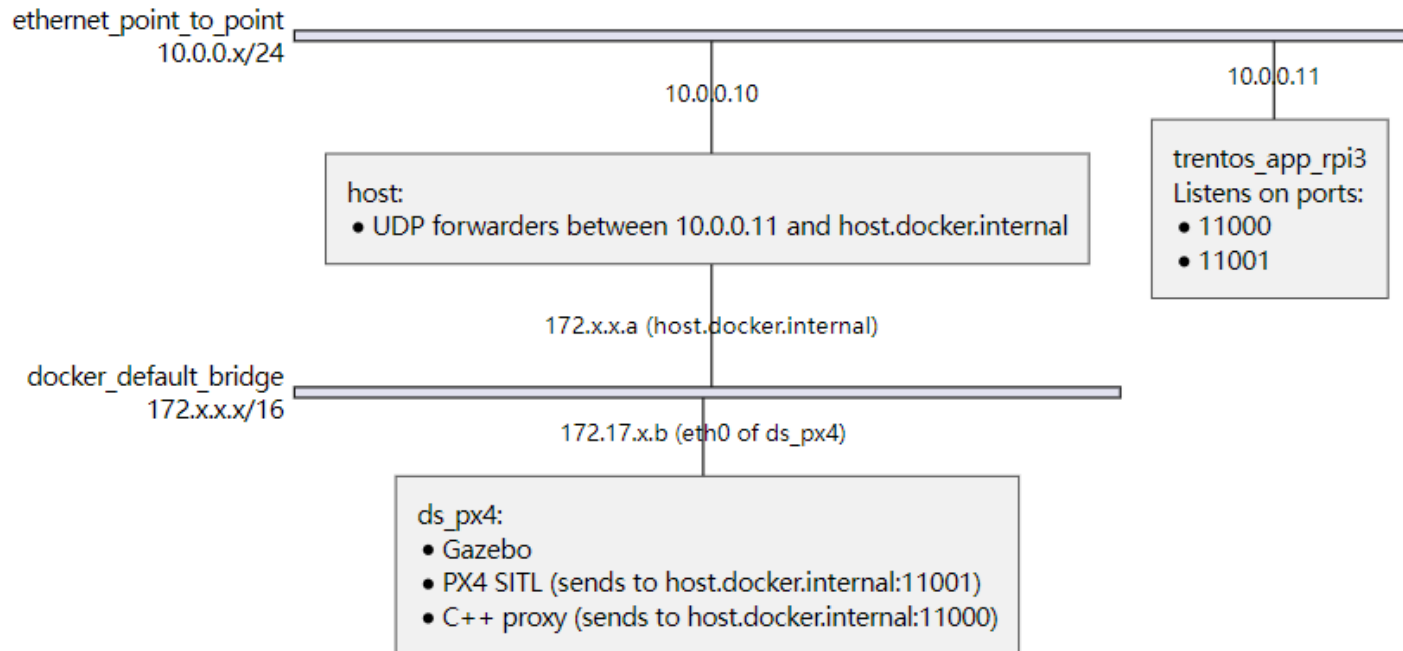 ethernet_point_to_point
10.0.0.x/24
10.0.0.10
10.0.0.11
host:
• UDP forwarders between 10.0.0.11 and host.docker.internal
trentos_app_rpi3
Listens on ports:
• 11000
• 11001
172.x.x.a (host.docker.internal)
docker_default_bridge
172.x.x.x/16
172.17.x.b (eth0 of ds_px4)
ds_px4:
• Gazebo
• PX4 SITL (sends to host.docker.internal:11001)
• C++ proxy (sends to host.docker.internal:11000)